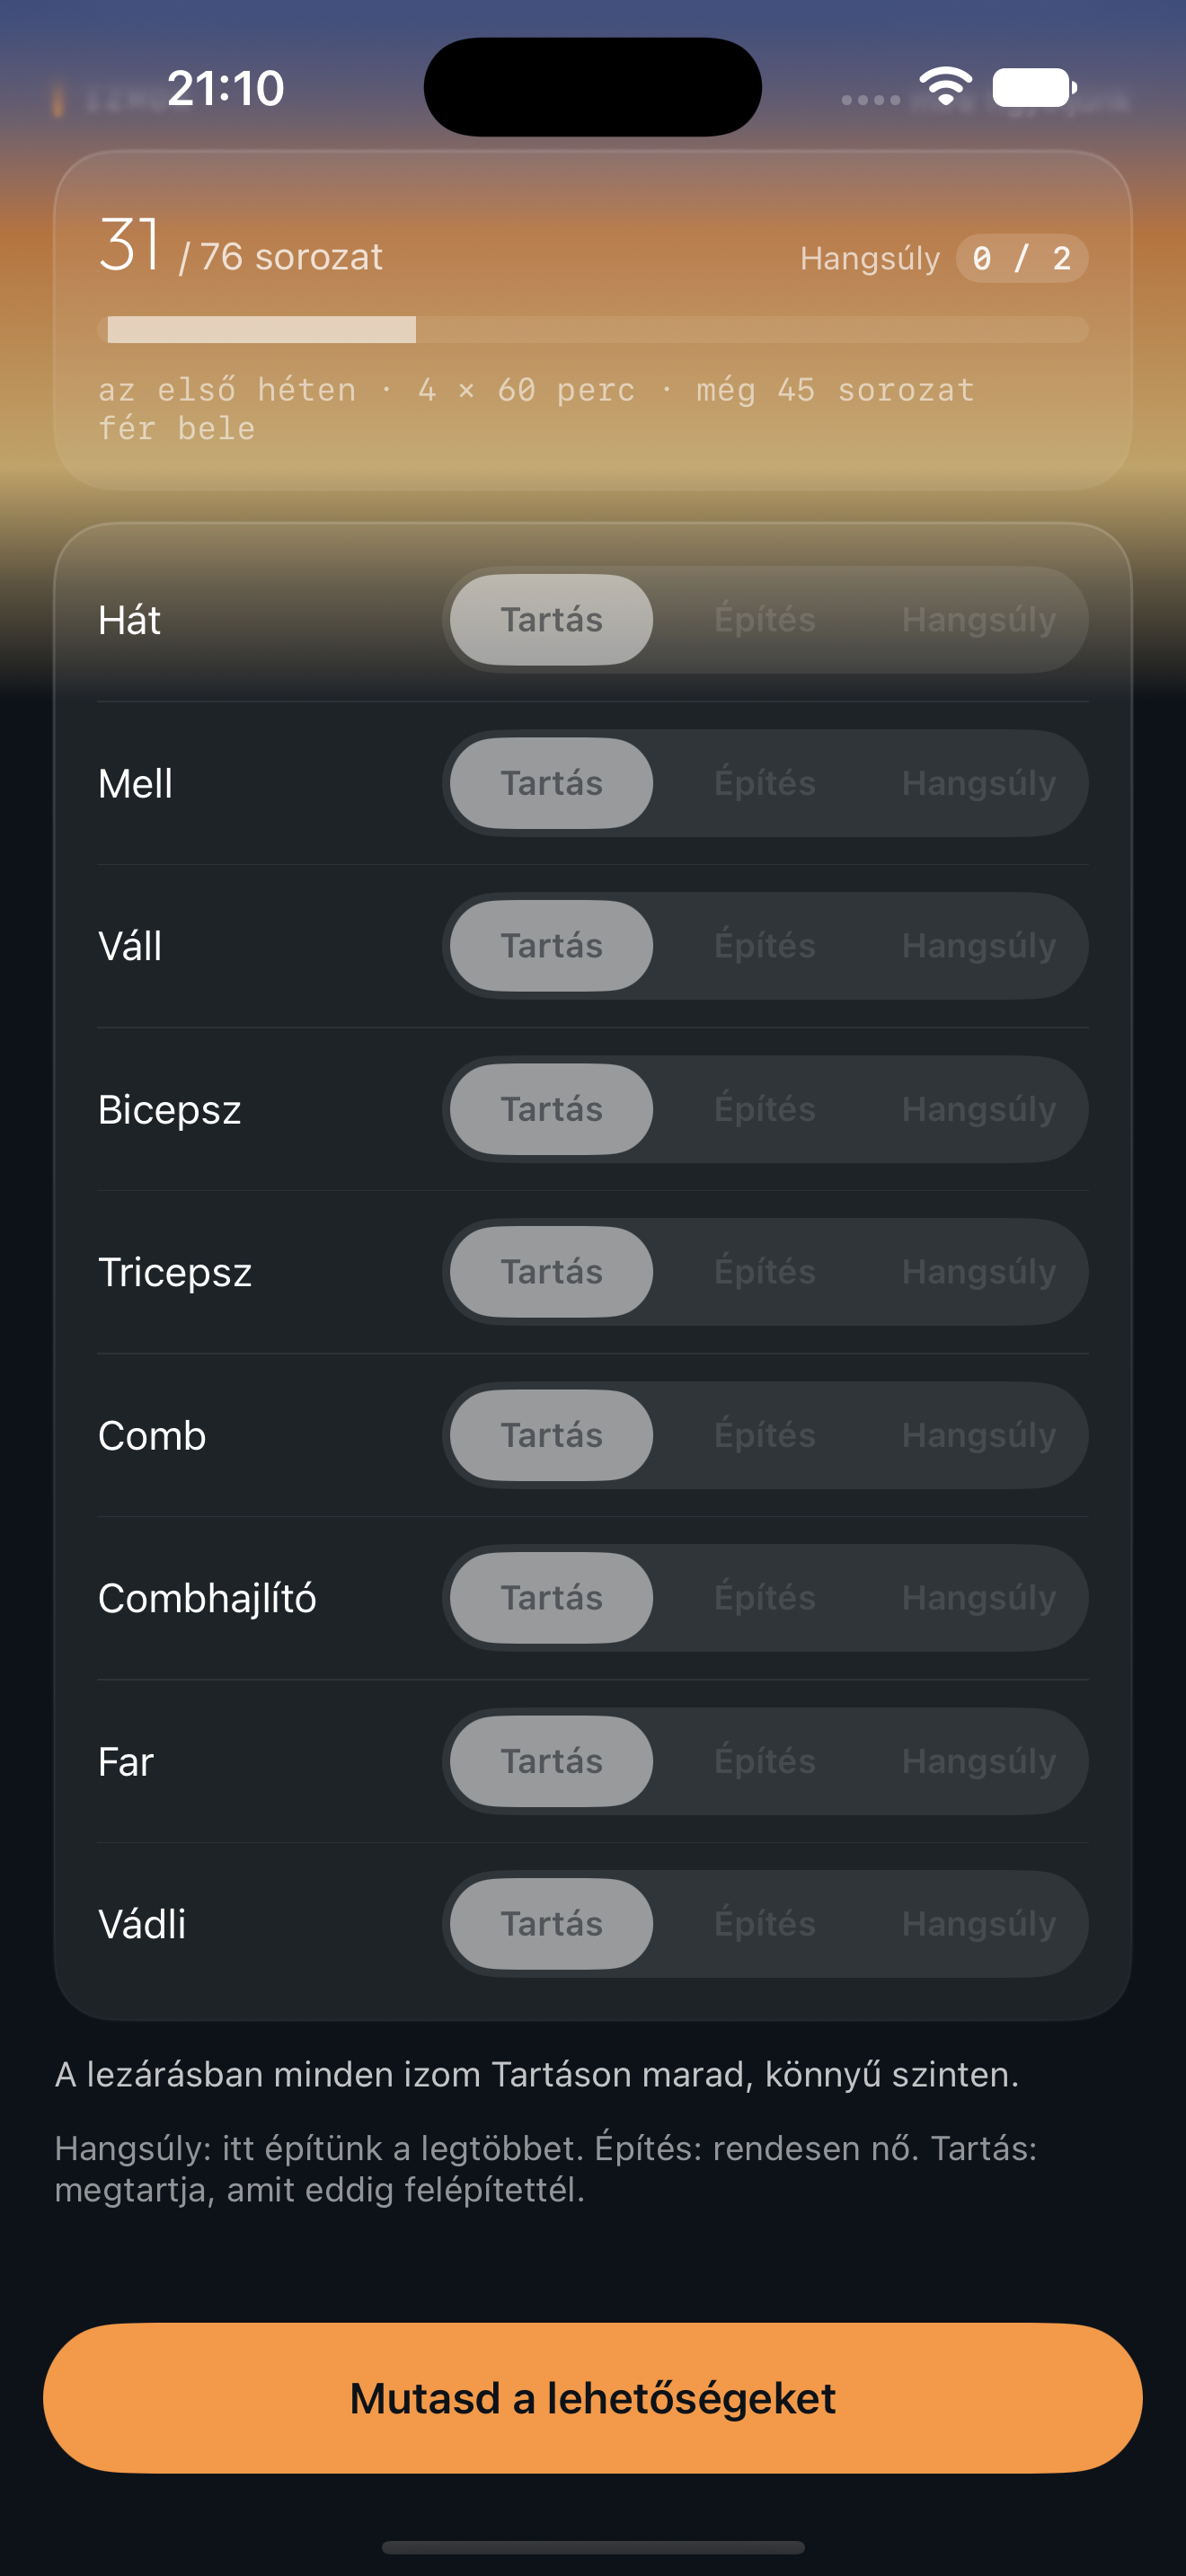 21:10
31 / 76 sorozat
Hangsúly 0 / 2
az első héten · 4 × 60 perc · még 45 sorozat
fér bele
Hát Tartás Építés Hangsúly
Mell Tartás Építés Hangsúly
Váll Tartás Építés Hangsúly
Bicepsz Tartás Építés Hangsúly
Tricepsz Tartás Építés Hangsúly
Comb Tartás Építés Hangsúly
Combhajlító Tartás Építés Hangsúly
Far Tartás Építés Hangsúly
Vádli Tartás Építés Hangsúly
A lezárásban minden izom Tartáson marad, könnyű szinten.
Hangsúly: itt építünk a legtöbbet. Építés: rendesen nő. Tartás:
megtartja, amit eddig felépítettél.
Mutasd a lehetőségeket